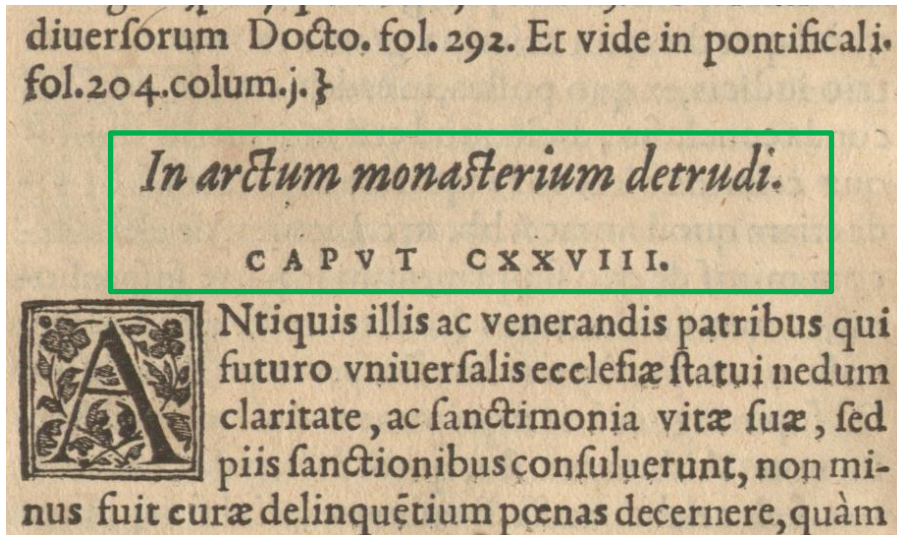 diuerſorum Docto. fol. 292. Et vide in pontificali.
fol.204.colum.j.}
In arctum monaſterium detrudi.
CAPVT CXXVIII.
ANtiquis illis ac venerandis patribus qui
futuro vniuerſalis eccleſiæ ſtatui nedum
claritate, ac ſanctimonia vitæ ſuæ, ſed
piis ſanctionibus conſuluerunt, non mi-
nus fuit curæ delinquẽtium pœnas decernere, quàm